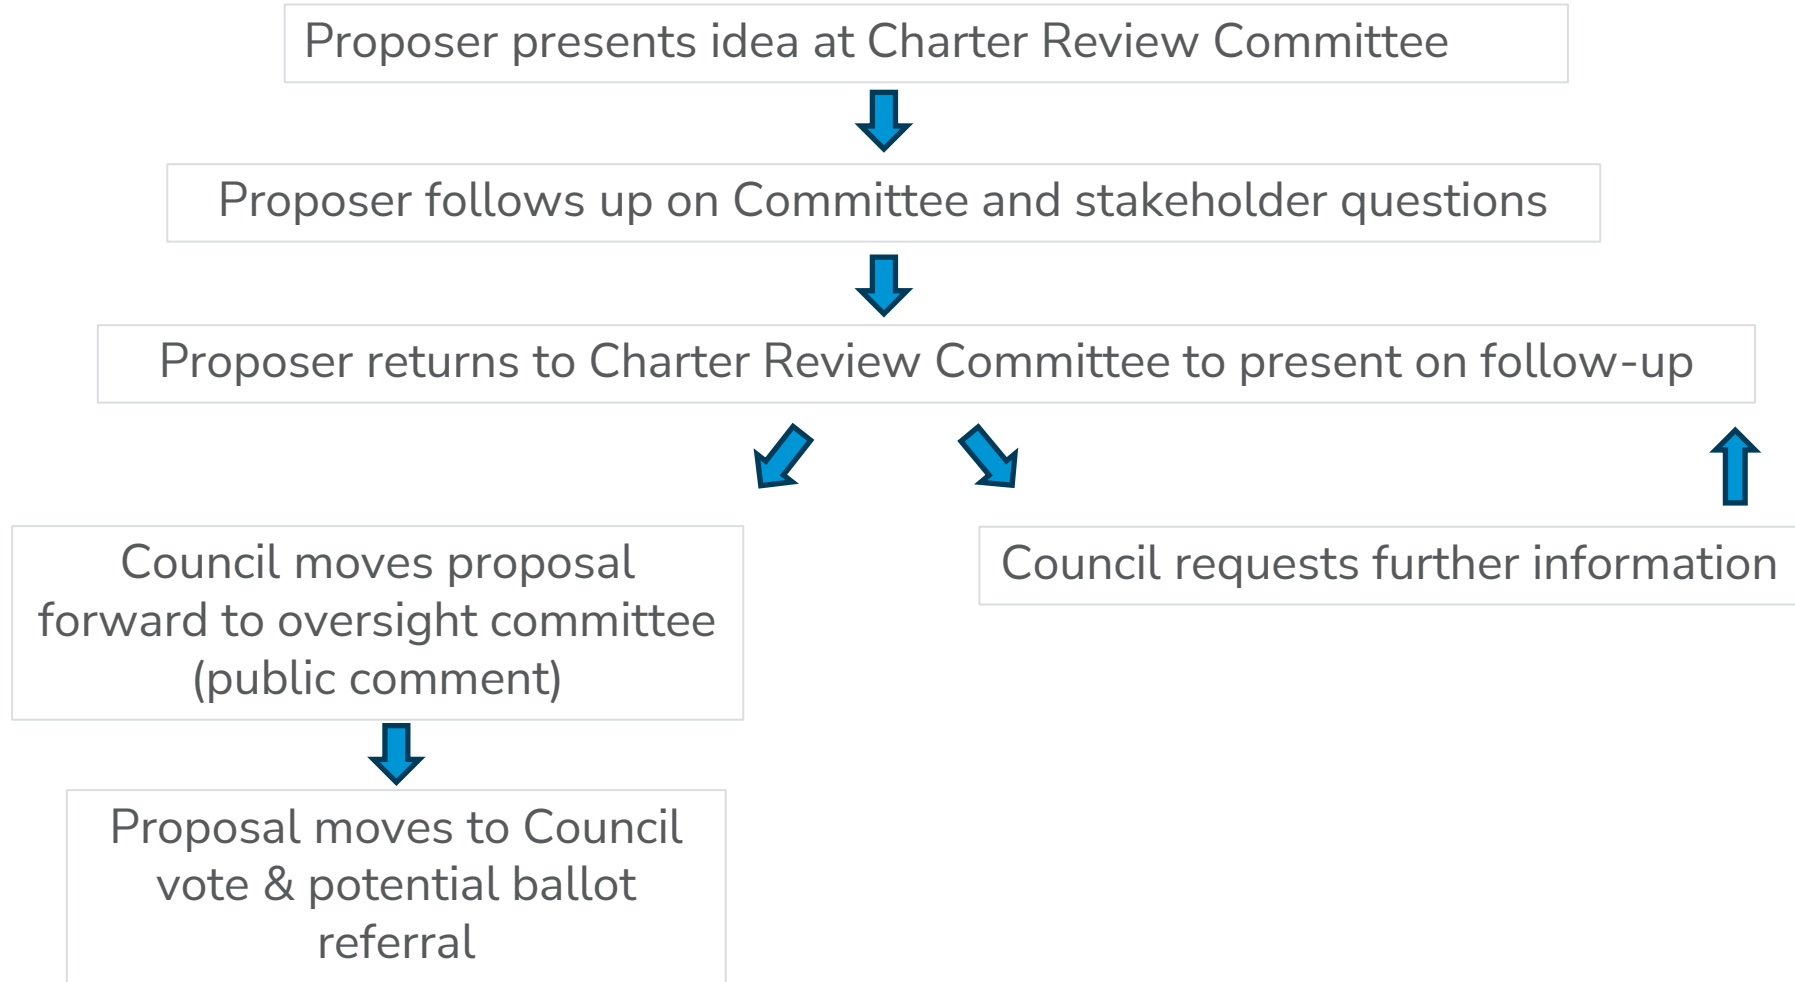 Proposer presents idea at Charter Review Committee
Proposer follows up on Committee and stakeholder questions
Proposer returns to Charter Review Committee to present on follow-up
Council moves proposal
forward to oversight committee
(public comment)
Council requests further information
Proposal moves to Council
vote & potential ballot
referral